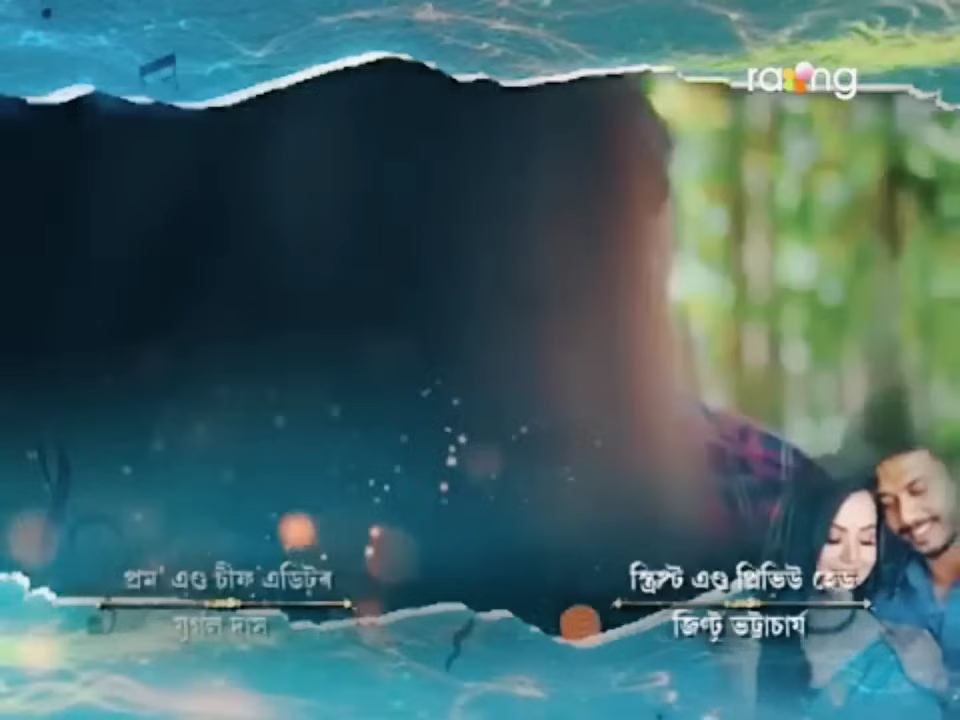 rang
প্ৰম' এণ্ড চীফ এডিটৰ
স্ক্ৰিপ্ট এণ্ড প্ৰিভিউ হেড
জিণ্টু ভট্টাচাৰ্য